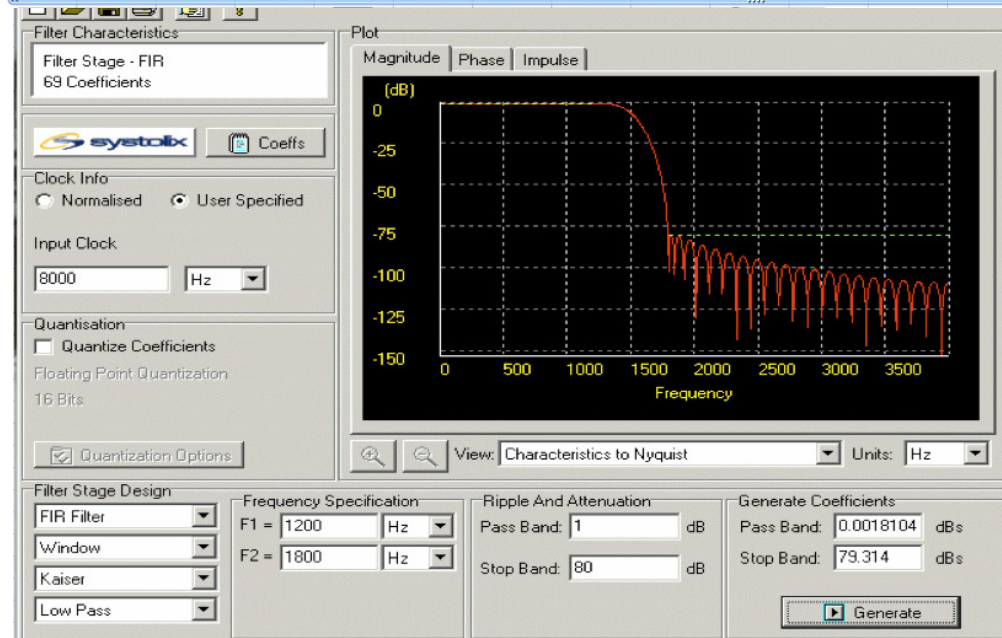 Filter Characteristics
Filter Stage - FIR
69 Coefficients
systolix
Coeffs
Clock Info
Normalised
User Specified
Input Clock
8000
Hz
Quantisation
Quantize Coefficients
Floating Point Quantization
16 Bits
Quantization Options
Plot
Magnitude
Phase
Impulse
(dB)
0
-25
-50
-75
-100
-125
-150
0 500 1000 1500 2000 2500 3000 3500
Frequency
View: Characteristics to Nyquist
Units: Hz
Filter Stage Design
FIR Filter
Window
Kaiser
Low Pass
Frequency Specification
F1 = 1200 Hz
F2 = 1800 Hz
Ripple And Attenuation
Pass Band: 1 dB
Stop Band: 80 dB
Generate Coefficients
Pass Band: 0.0018104 dBs
Stop Band: 79.314 dBs
Generate